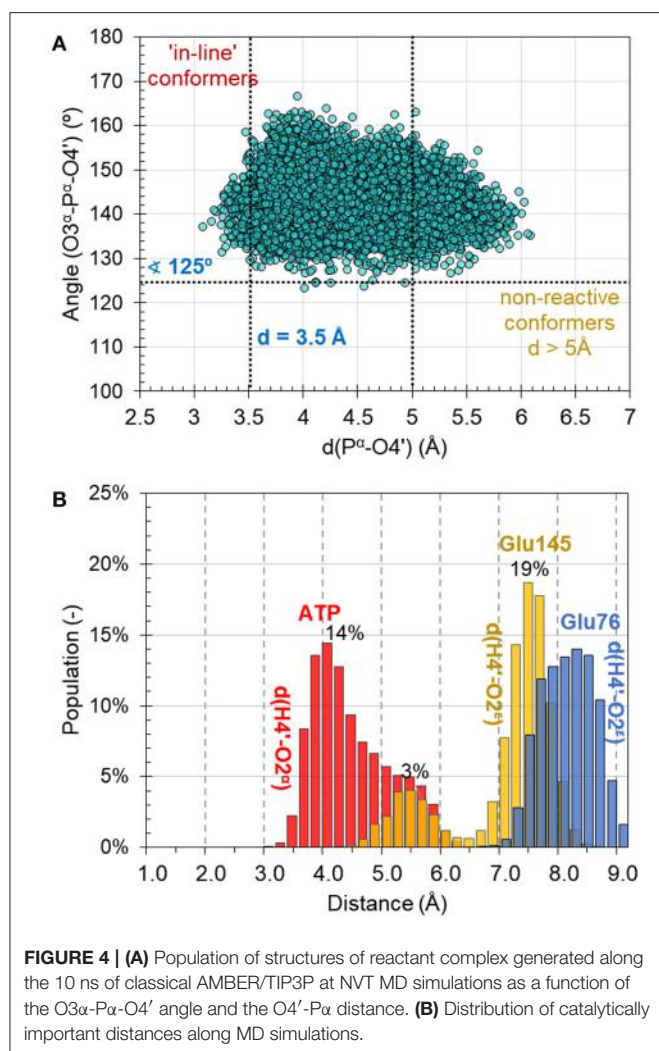 A
180
170
160
150
140
130
120
110
100
Angle (O3α-Pα-O4') (º)
'in-line'
conformers
∢ 125º
d = 3.5 Å
non-reactive
conformers
d > 5Å
2.5 3 3.5 4 4.5 5 5.5 6 6.5 7
d(Pα-O4') (Å)
B
25%
20%
15%
10%
5%
0%
Population (-)
ATP
14%
d(H4'-O2α)
3%
Glu145
19%
d(H4'-O2ε)
Glu76
d(H4'-O2ε)
1.0 2.0 3.0 4.0 5.0 6.0 7.0 8.0 9.0
Distance (Å)
FIGURE 4 | (A) Population of structures of reactant complex generated along
the 10 ns of classical AMBER/TIP3P at NVT MD simulations as a function of
the O3α-Pα-O4′ angle and the O4′-Pα distance. (B) Distribution of catalytically
important distances along MD simulations.